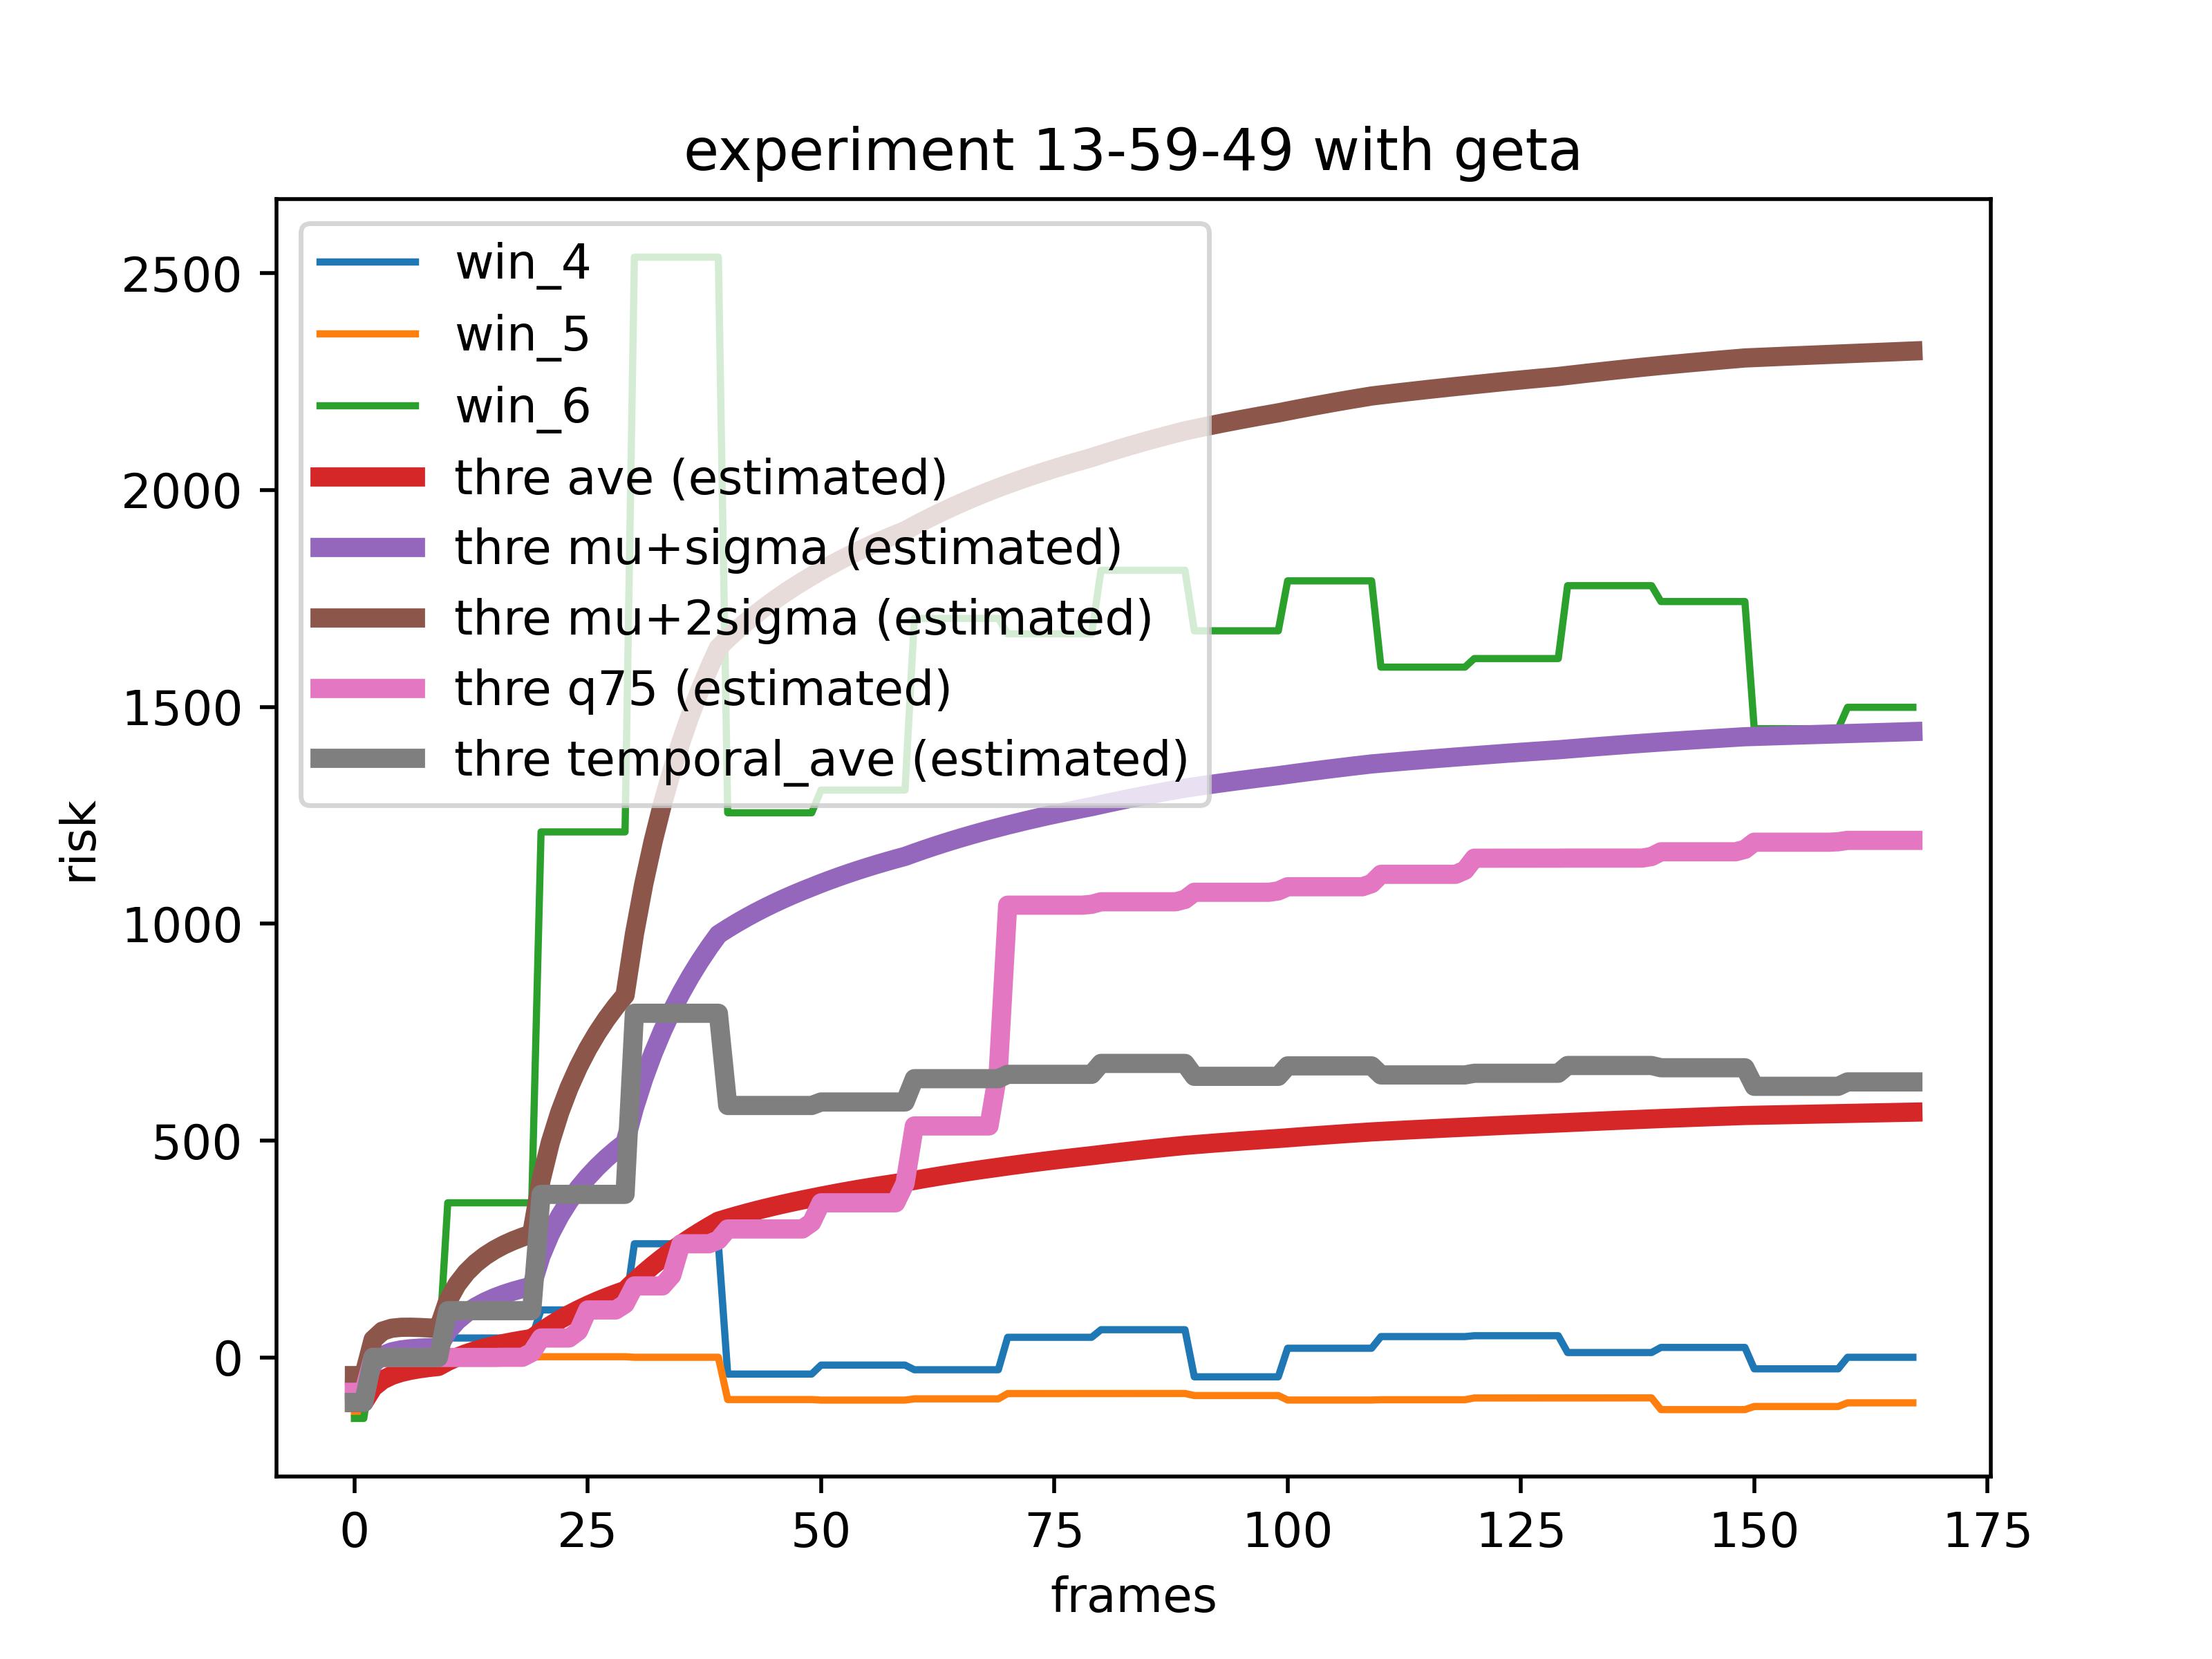 experiment 13-59-49 with geta
win_4
win_5
win_6
thre ave (estimated)
thre mu+sigma (estimated)
thre mu+2sigma (estimated)
thre q75 (estimated)
thre temporal_ave (estimated)
2500
2000
1500
1000
500
0
risk
0 25 50 75 100 125 150 175
frames